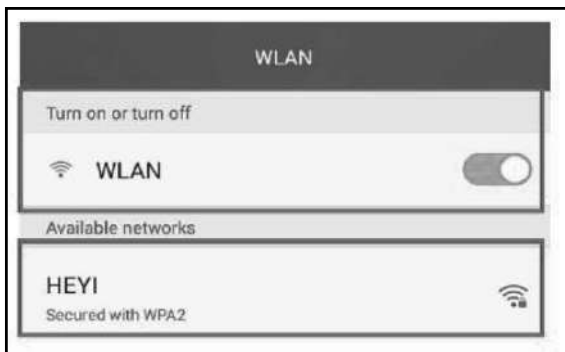 WLAN
Turn on or turn off
WLAN
Available networks
HEYI
Secured with WPA2